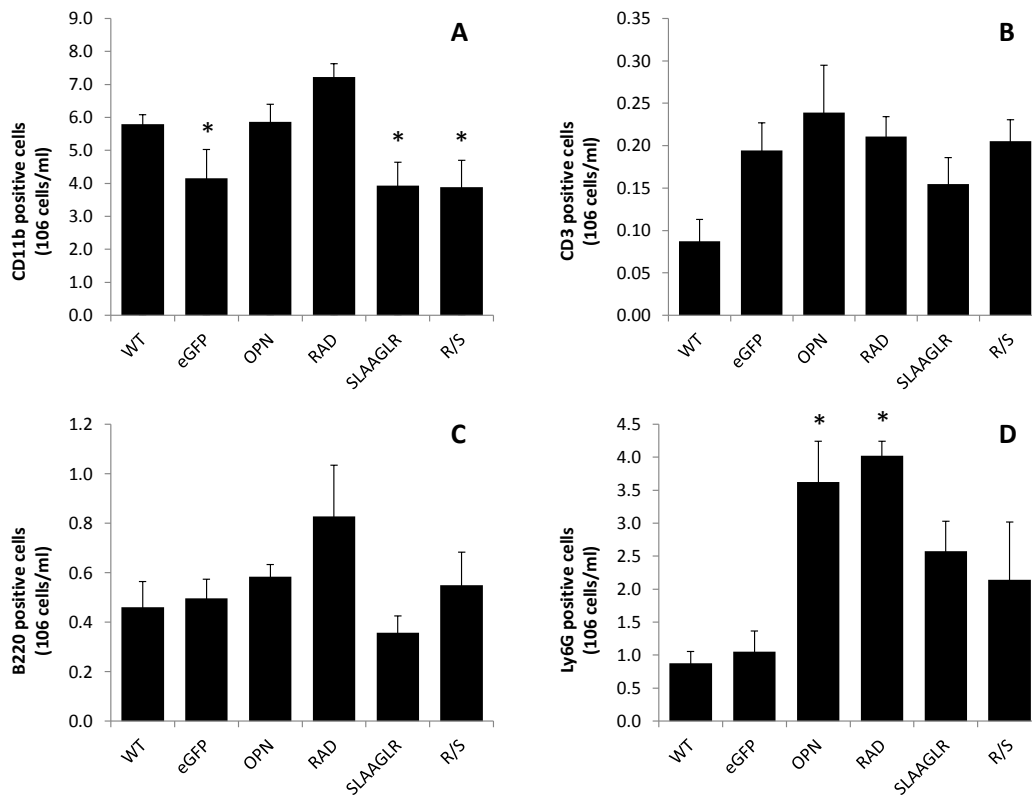 A
CD11b positive cells
(106 cells/ml)
9.0
8.0
7.0
6.0
5.0
4.0
3.0
2.0
1.0
0.0
*
*
*
WT
eGFP
OPN
RAD
SLAAGLR
R/S
B
CD3 positive cells
(106 cells/ml)
0.35
0.30
0.25
0.20
0.15
0.10
0.05
0.00
WT
eGFP
OPN
RAD
SLAAGLR
R/S
C
B220 positive cells
(106 cells/ml)
1.2
1.0
0.8
0.6
0.4
0.2
0.0
WT
eGFP
OPN
RAD
SLAAGLR
R/S
D
Ly6G positive cells
(106 cells/ml)
4.5
4.0
3.5
3.0
2.5
2.0
1.5
1.0
0.5
0.0
*
*
WT
eGFP
OPN
RAD
SLAAGLR
R/S